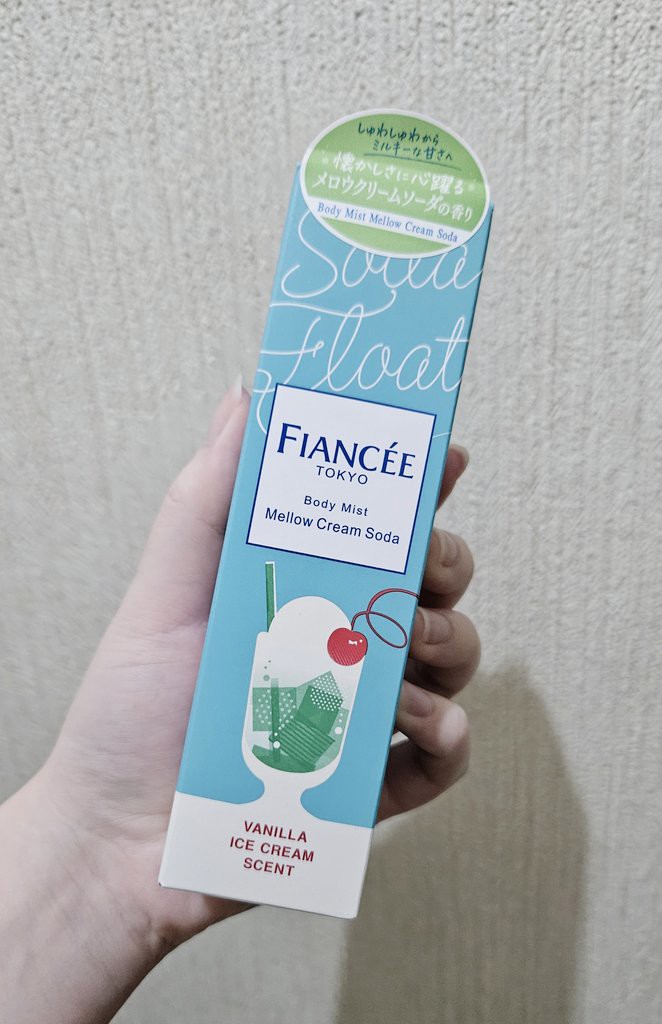 しゅわしゅわから
ミルキーな甘さへ
懐かしさに心躍る
メロウクリームソーダの香り
Body Mist Mellow Cream Soda
Soda
Float
FIANCÉE
TOKYO
Body Mist
Mellow Cream Soda
VANILLA
ICE CREAM
SCENT